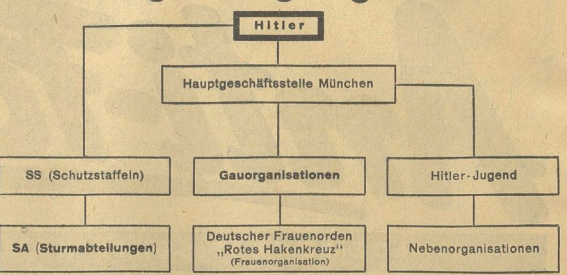 Hitler
Hauptgeschäftsstelle München
SS (Schutzstaffeln)
Gauorganisationen
Hitler-Jugend
SA (Sturmabteilungen)
Deutscher Frauenorden
„Rotes Hakenkreuz“
(Frauenorganisation)
Nebenorganisationen